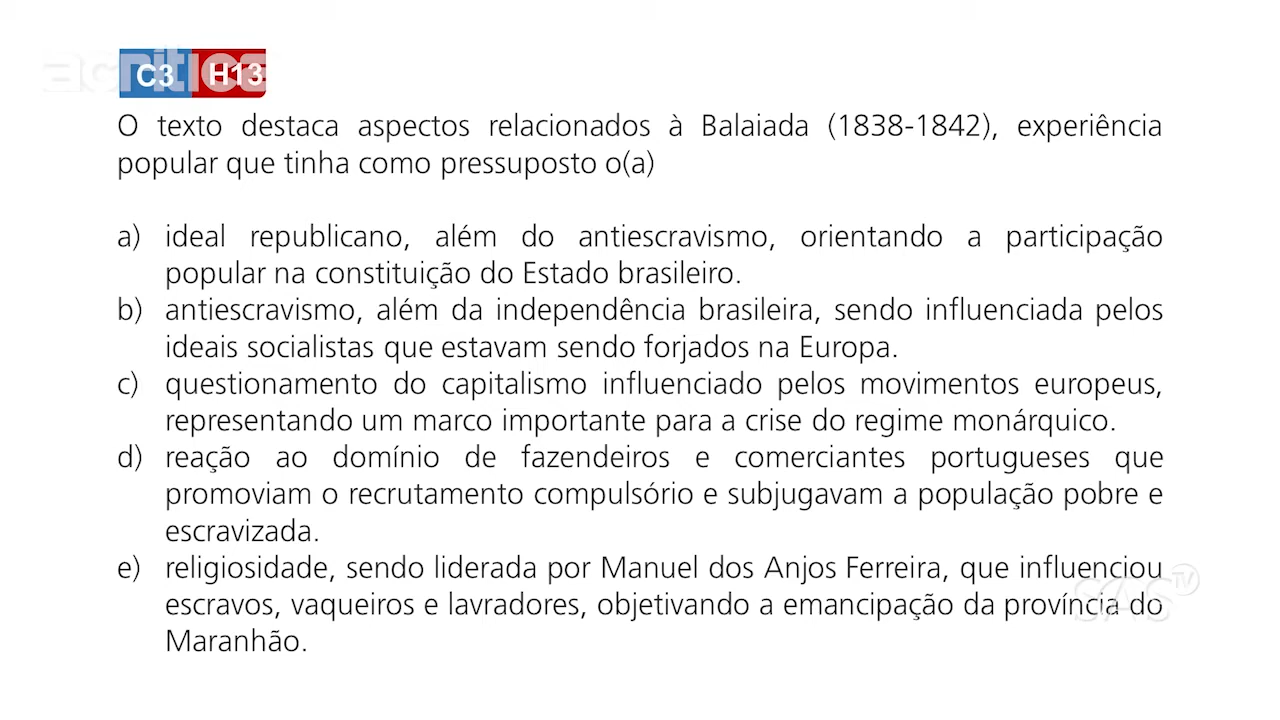 acritica
C3 H13
O texto destaca aspectos relacionados à Balaiada (1838-1842), experiência
popular que tinha como pressuposto o(a)
a) ideal republicano, além do antiescravismo, orientando a participação
popular na constituição do Estado brasileiro.
b) antiescravismo, além da independência brasileira, sendo influenciada pelos
ideais socialistas que estavam sendo forjados na Europa.
c) questionamento do capitalismo influenciado pelos movimentos europeus,
representando um marco importante para a crise do regime monárquico.
d) reação ao domínio de fazendeiros e comerciantes portugueses que
promoviam o recrutamento compulsório e subjugavam a população pobre e
escravizada.
e) religiosidade, sendo liderada por Manuel dos Anjos Ferreira, que influenciou
escravos, vaqueiros e lavradores, objetivando a emancipação da província do
Maranhão.
SAS TV